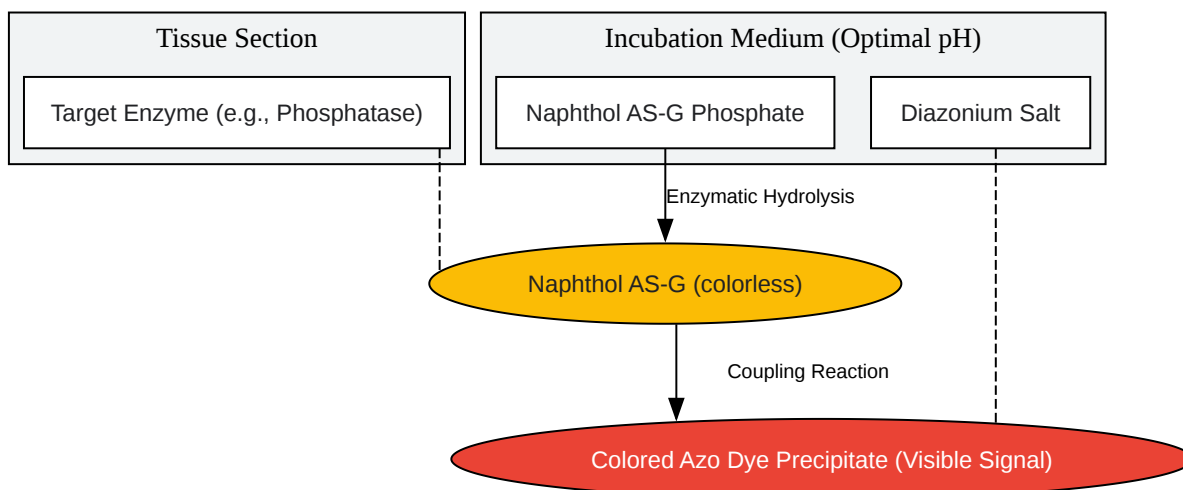 Tissue Section
Incubation Medium (Optimal pH)
Target Enzyme (e.g., Phosphatase)
Naphthol AS-G Phosphate
Diazonium Salt
Enzymatic Hydrolysis
Naphthol AS-G (colorless)
Coupling Reaction
Colored Azo Dye Precipitate (Visible Signal)